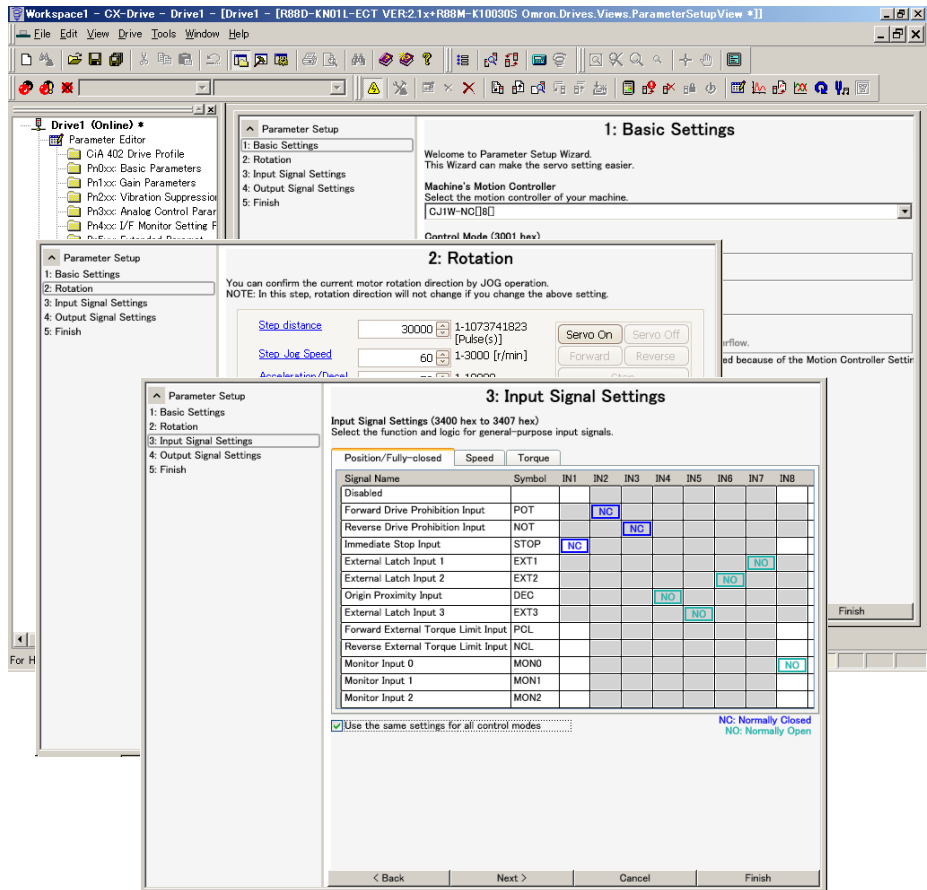 Workspace1 - CX-Drive - Drive1 - [Drive1 - [R88D-KN01L-ECT VER:2.1x+R88M-K10030S Omron.Drives.Views.ParameterSetupView *]]
File Edit View Drive Tools Window Help
Drive1 (Online) *
Parameter Editor
CiA 402 Drive Profile
Pn0xx: Basic Parameters
Pn1xx: Gain Parameters
Pn2xx: Vibration Suppression
Pn3xx: Analog Control Parar
Pn4xx: I/F Monitor Setting F
Parameter Setup
1: Basic Settings
2: Rotation
3: Input Signal Settings
4: Output Signal Settings
5: Finish
1: Basic Settings
Welcome to Parameter Setup Wizard.
This Wizard can make the servo setting easier.
Machine's Motion Controller
Select the motion controller of your machine.
CJ1W-NC[]8[]
Control Mode (3001 hex)
rflow.
ed because of the Motion Controller Settin
Finish
For H
Parameter Setup
1: Basic Settings
2: Rotation
3: Input Signal Settings
4: Output Signal Settings
5: Finish
2: Rotation
You can confirm the current motor rotation direction by JOG operation.
NOTE: In this step, rotation direction will not change if you change the above setting.
Step distance 30000 1-1073741823 [Pulse(s)] Servo On Servo Off
Step Jog Speed 60 1-3000 [r/min] Forward Reverse
Acceleration/Decel
Parameter Setup
1: Basic Settings
2: Rotation
3: Input Signal Settings
4: Output Signal Settings
5: Finish
3: Input Signal Settings
Input Signal Settings (3400 hex to 3407 hex)
Select the function and logic for general-purpose input signals.
Position/Fully-closed Speed Torque
Signal Name Symbol IN1 IN2 IN3 IN4 IN5 IN6 IN7 IN8
Disabled
Forward Drive Prohibition Input POT NC
Reverse Drive Prohibition Input NOT NC
Immediate Stop Input STOP NC
External Latch Input 1 EXT1 NO
External Latch Input 2 EXT2 NO
Origin Proximity Input DEC NO
External Latch Input 3 EXT3 NO
Forward External Torque Limit Input PCL
Reverse External Torque Limit Input NCL
Monitor Input 0 MON0 NO
Monitor Input 1 MON1
Monitor Input 2 MON2
Use the same settings for all control modes
NC: Normally Closed
NO: Normally Open
< Back Next > Cancel Finish